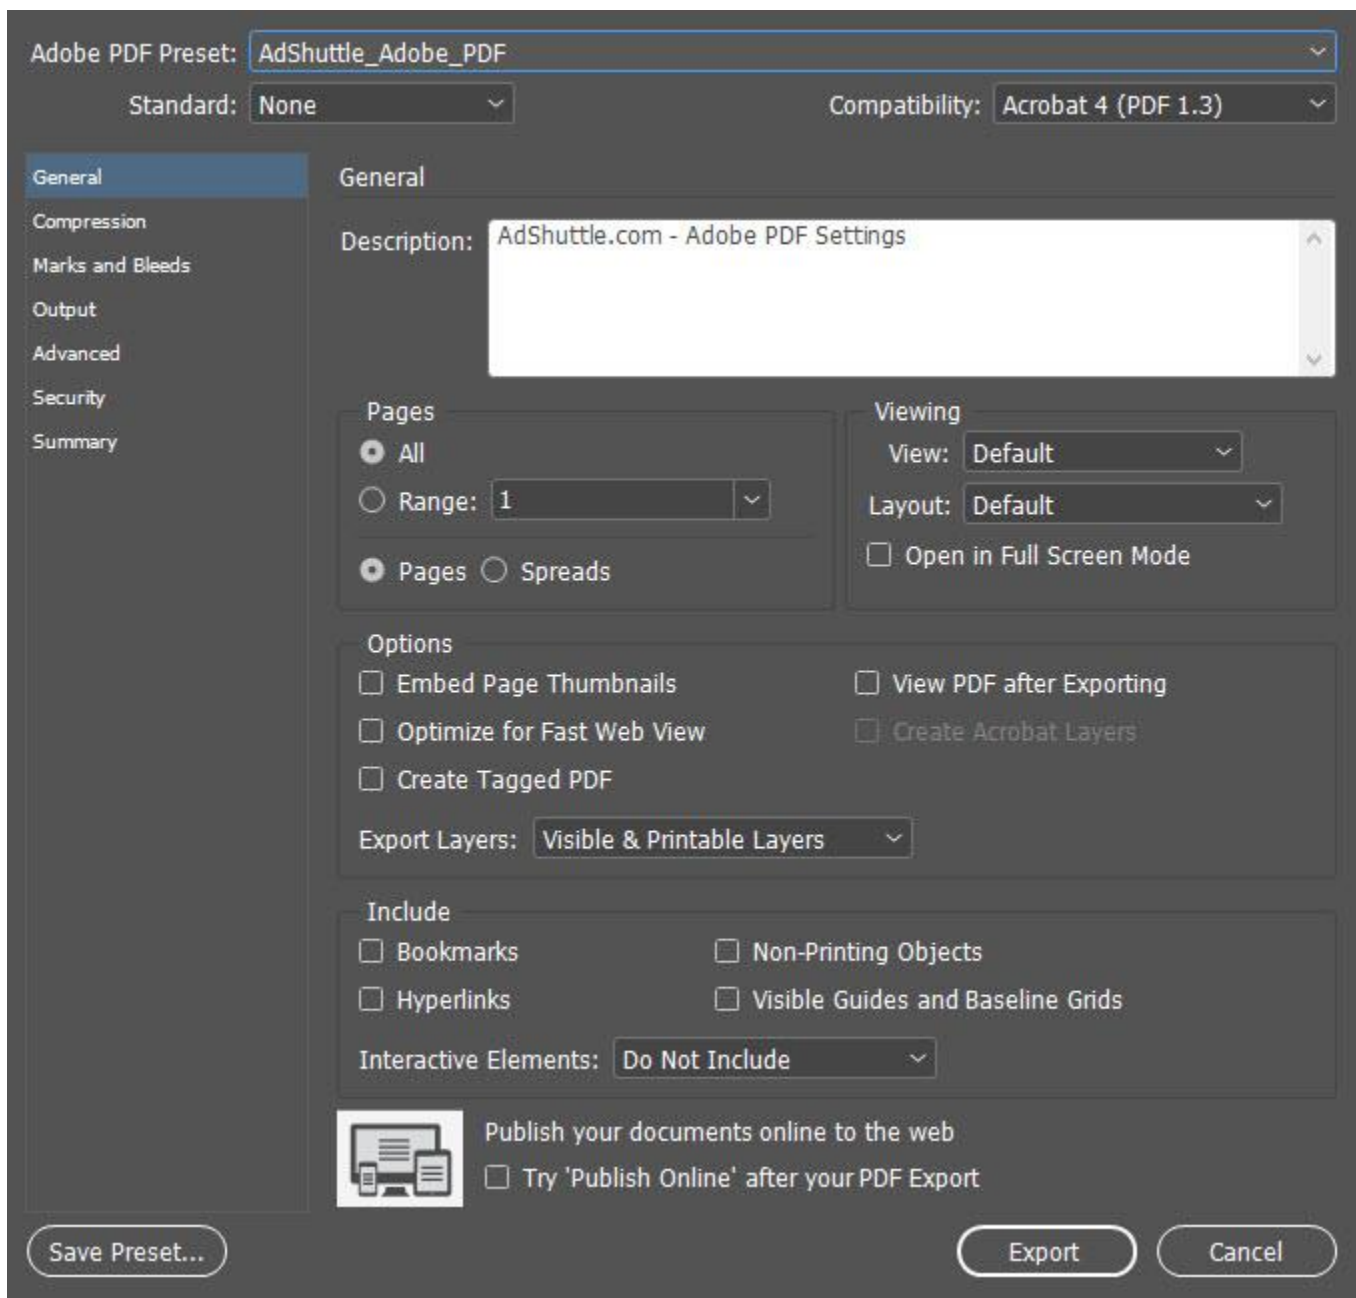 Adobe PDF Preset: AdShuttle_Adobe_PDF
Standard: None Compatibility: Acrobat 4 (PDF 1.3)
General
Compression
Marks and Bleeds
Output
Advanced
Security
Summary
General
Description: AdShuttle.com - Adobe PDF Settings
Pages
All
Range: 1
Pages Spreads
Viewing
View: Default
Layout: Default
Open in Full Screen Mode
Options
Embed Page Thumbnails View PDF after Exporting
Optimize for Fast Web View Create Acrobat Layers
Create Tagged PDF
Export Layers: Visible & Printable Layers
Include
Bookmarks Non-Printing Objects
Hyperlinks Visible Guides and Baseline Grids
Interactive Elements: Do Not Include
Publish your documents online to the web
Try 'Publish Online' after your PDF Export
Save Preset... Export Cancel